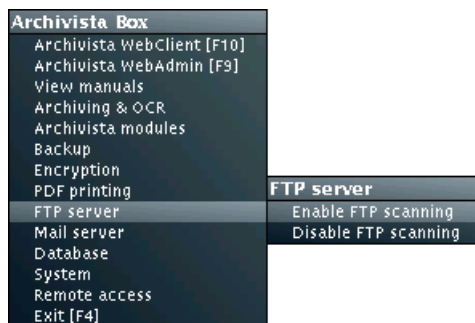 Archivista Box
Archivista WebClient [F10]
Archivista WebAdmin [F9]
View manuals
Archiving & OCR
Archivista modules
Backup
Encryption
PDF printing
FTP server
Mail server
Database
System
Remote access
Exit [F4]
FTP server
Enable FTP scanning
Disable FTP scanning